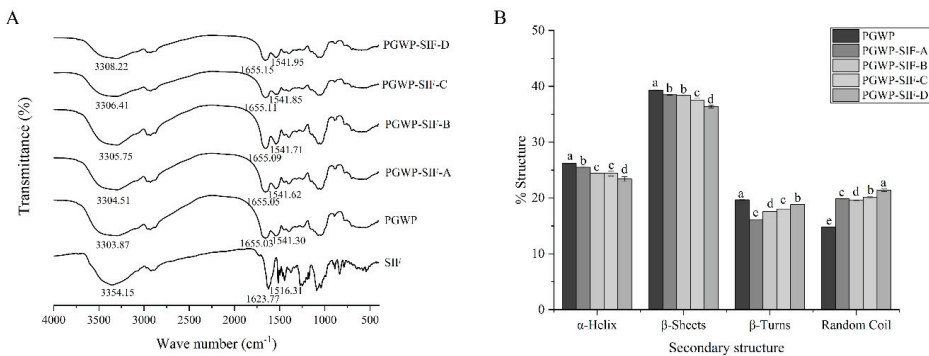 A
PGWP-SIF-D
3308.22
1655.15
1541.95
PGWP-SIF-C
3306.41
1655.11
1541.85
PGWP-SIF-B
3305.75
1655.09
1541.71
PGWP-SIF-A
3304.51
1655.05
1541.62
PGWP
3303.87
1655.03
1541.30
SIF
3354.15
1623.77
1516.31
Transmittance (%)
4000 3500 3000 2500 2000 1500 1000 500
Wave number (cm⁻¹)
B
PGWP
PGWP-SIF-A
PGWP-SIF-B
PGWP-SIF-C
PGWP-SIF-D
50
40
30
20
10
0
% Structure
a b c c d
a b b c d
a e d c b
e c d b a
α-Helix β-Sheets β-Turns Random Coil
Secondary structure